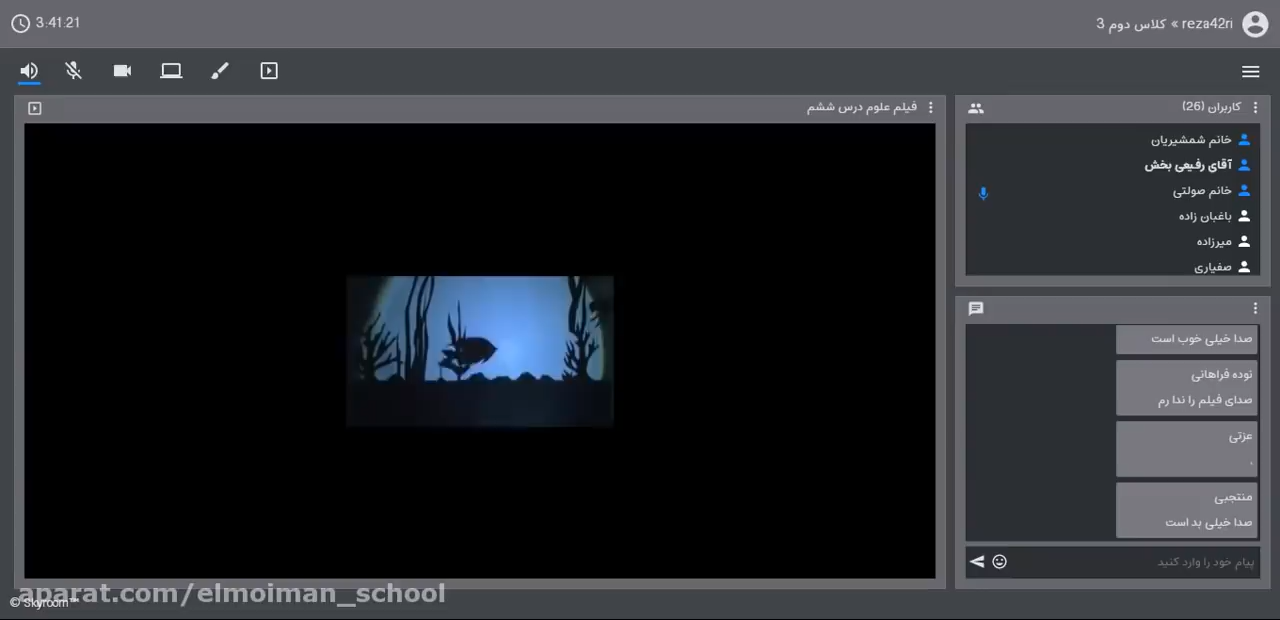 3:41:21
reza42ri » کلاس دوم 3
فیلم علوم درس ششم
کاربران (26)
خانم شمشیریان
آقای رفیعی بخش
خانم صولتی
باغبان زاده
میرزاده
صفیاری
صدا خیلی خوب است
نوده فراهانی
صدای فیلم را ندا رم
عزتی
،
منتجبی
صدا خیلی بد است
پیام خود را وارد کنید
aparat.com/elmoiman_school
© Skyroom™